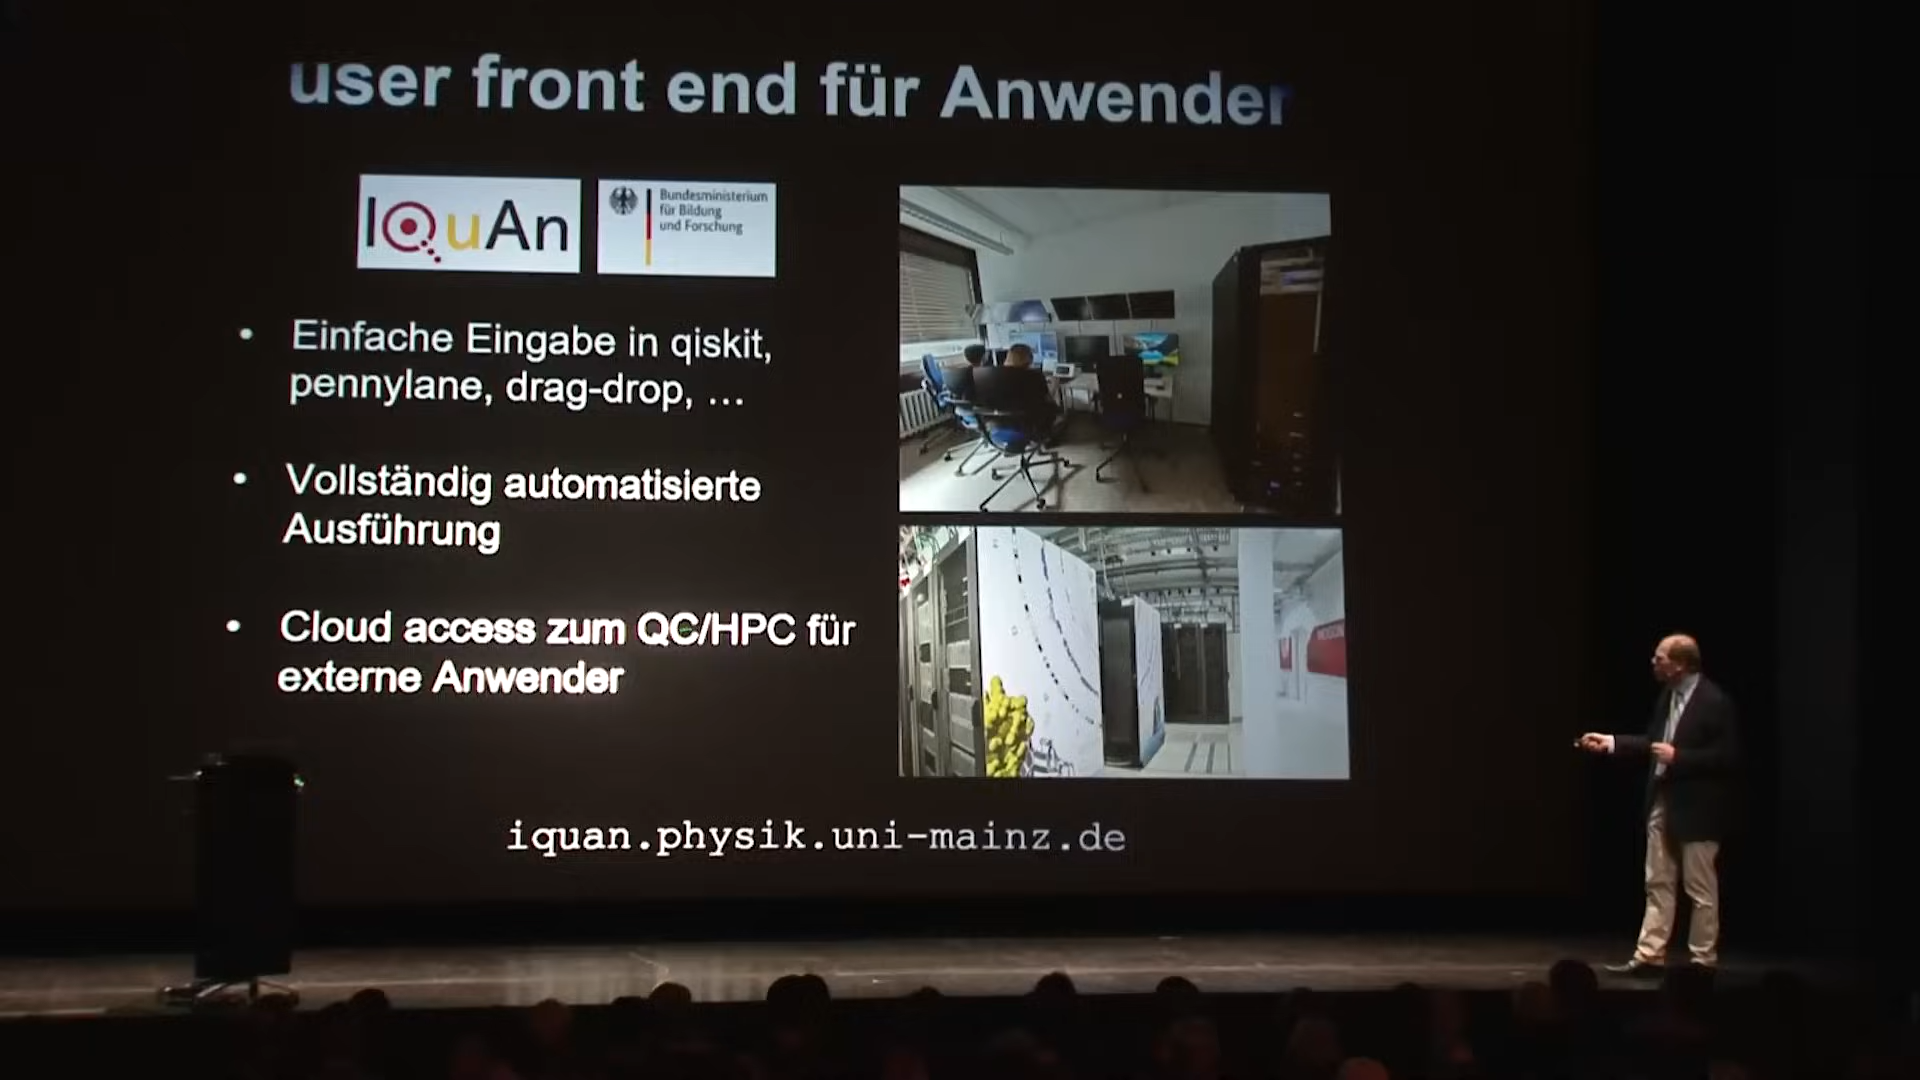 user front end für Anwender
IQuAn
Bundesministerium
für Bildung
und Forschung
• Einfache Eingabe in qiskit,
pennylane, drag-drop, ...
• Vollständig automatisierte
Ausführung
• Cloud access zum QC/HPC für
externe Anwender
iquan.physik.uni-mainz.de